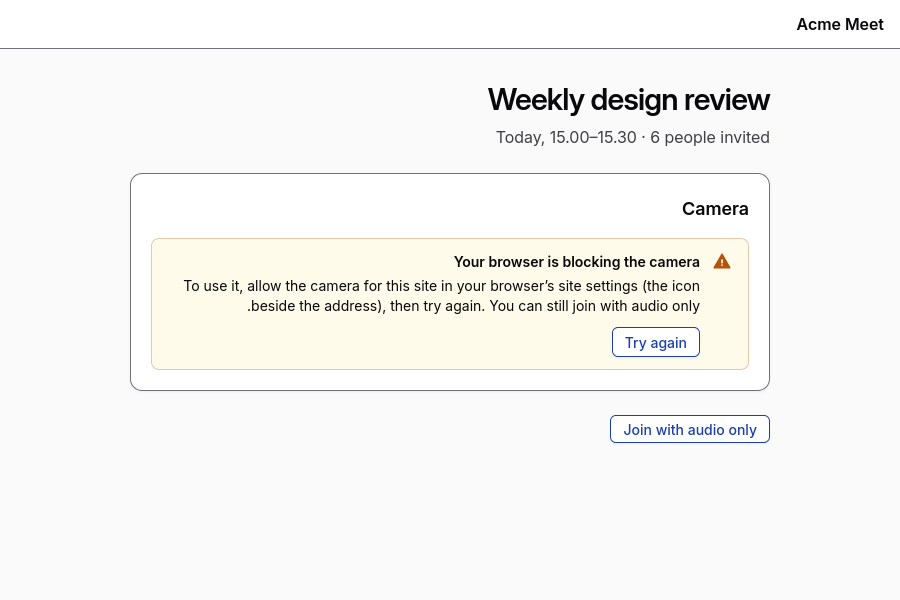 Acme Meet
Weekly design review
Today, 15.00–15.30 · 6 people invited
Camera
Your browser is blocking the camera
To use it, allow the camera for this site in your browser’s site settings (the icon
beside the address), then try again. You can still join with audio only.
Try again
Join with audio only